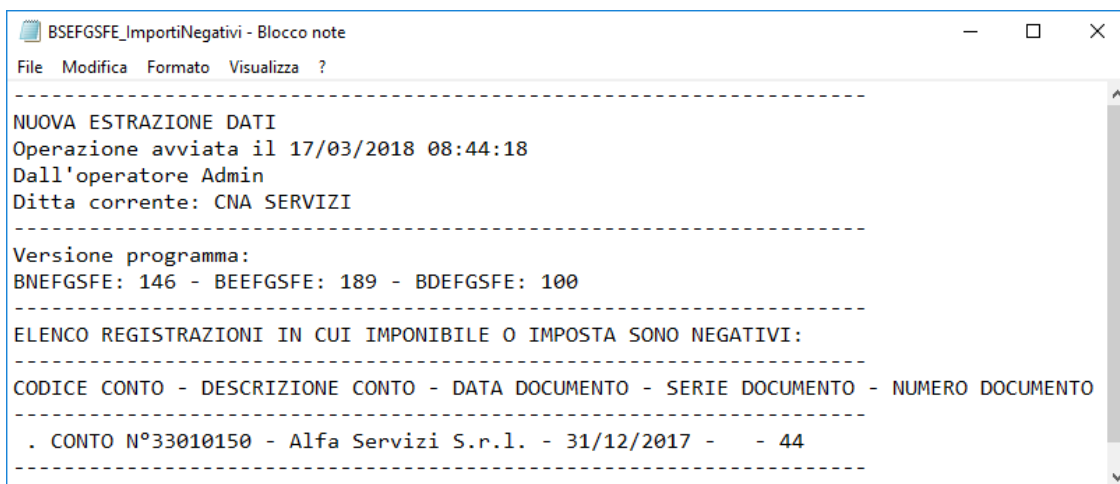 BSEFGSFE_ImportiNegativi - Blocco note
File Modifica Formato Visualizza ?
----------------------------------------------------------------------
NUOVA ESTRAZIONE DATI
Operazione avviata il 17/03/2018 08:44:18
Dall'operatore Admin
Ditta corrente: CNA SERVIZI
----------------------------------------------------------------------
Versione programma:
BNEFGSFE: 146 - BEEFGSFE: 189 - BDEFGSFE: 100
----------------------------------------------------------------------
ELENCO REGISTRAZIONI IN CUI IMPONIBILE O IMPOSTA SONO NEGATIVI:
----------------------------------------------------------------------
CODICE CONTO - DESCRIZIONE CONTO - DATA DOCUMENTO - SERIE DOCUMENTO - NUMERO DOCUMENTO
----------------------------------------------------------------------
 . CONTO N°33010150 - Alfa Servizi S.r.l. - 31/12/2017 -   - 44
----------------------------------------------------------------------